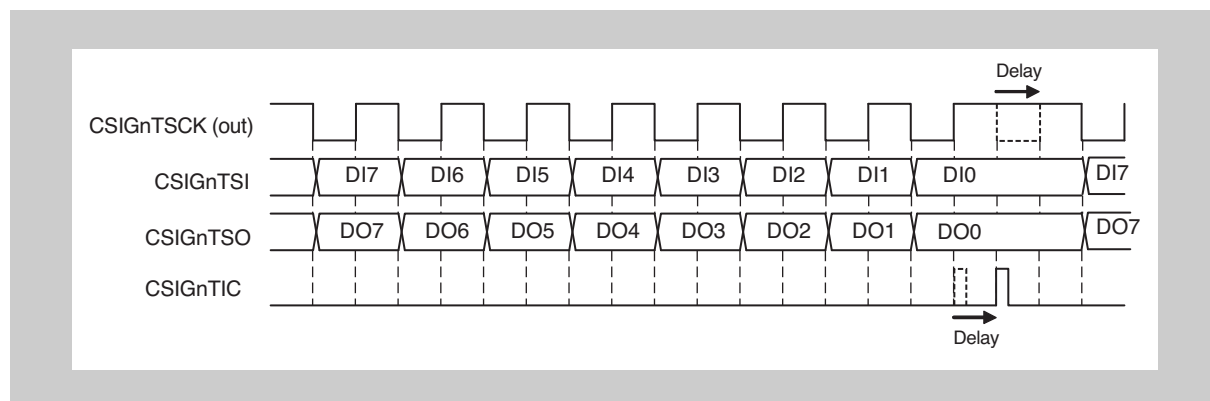 Delay
CSIGnTSCK (out)
CSIGnTSI DI7 DI6 DI5 DI4 DI3 DI2 DI1 DI0 DI7
CSIGnTSO DO7 DO6 DO5 DO4 DO3 DO2 DO1 DO0 DO7
CSIGnTIC
Delay